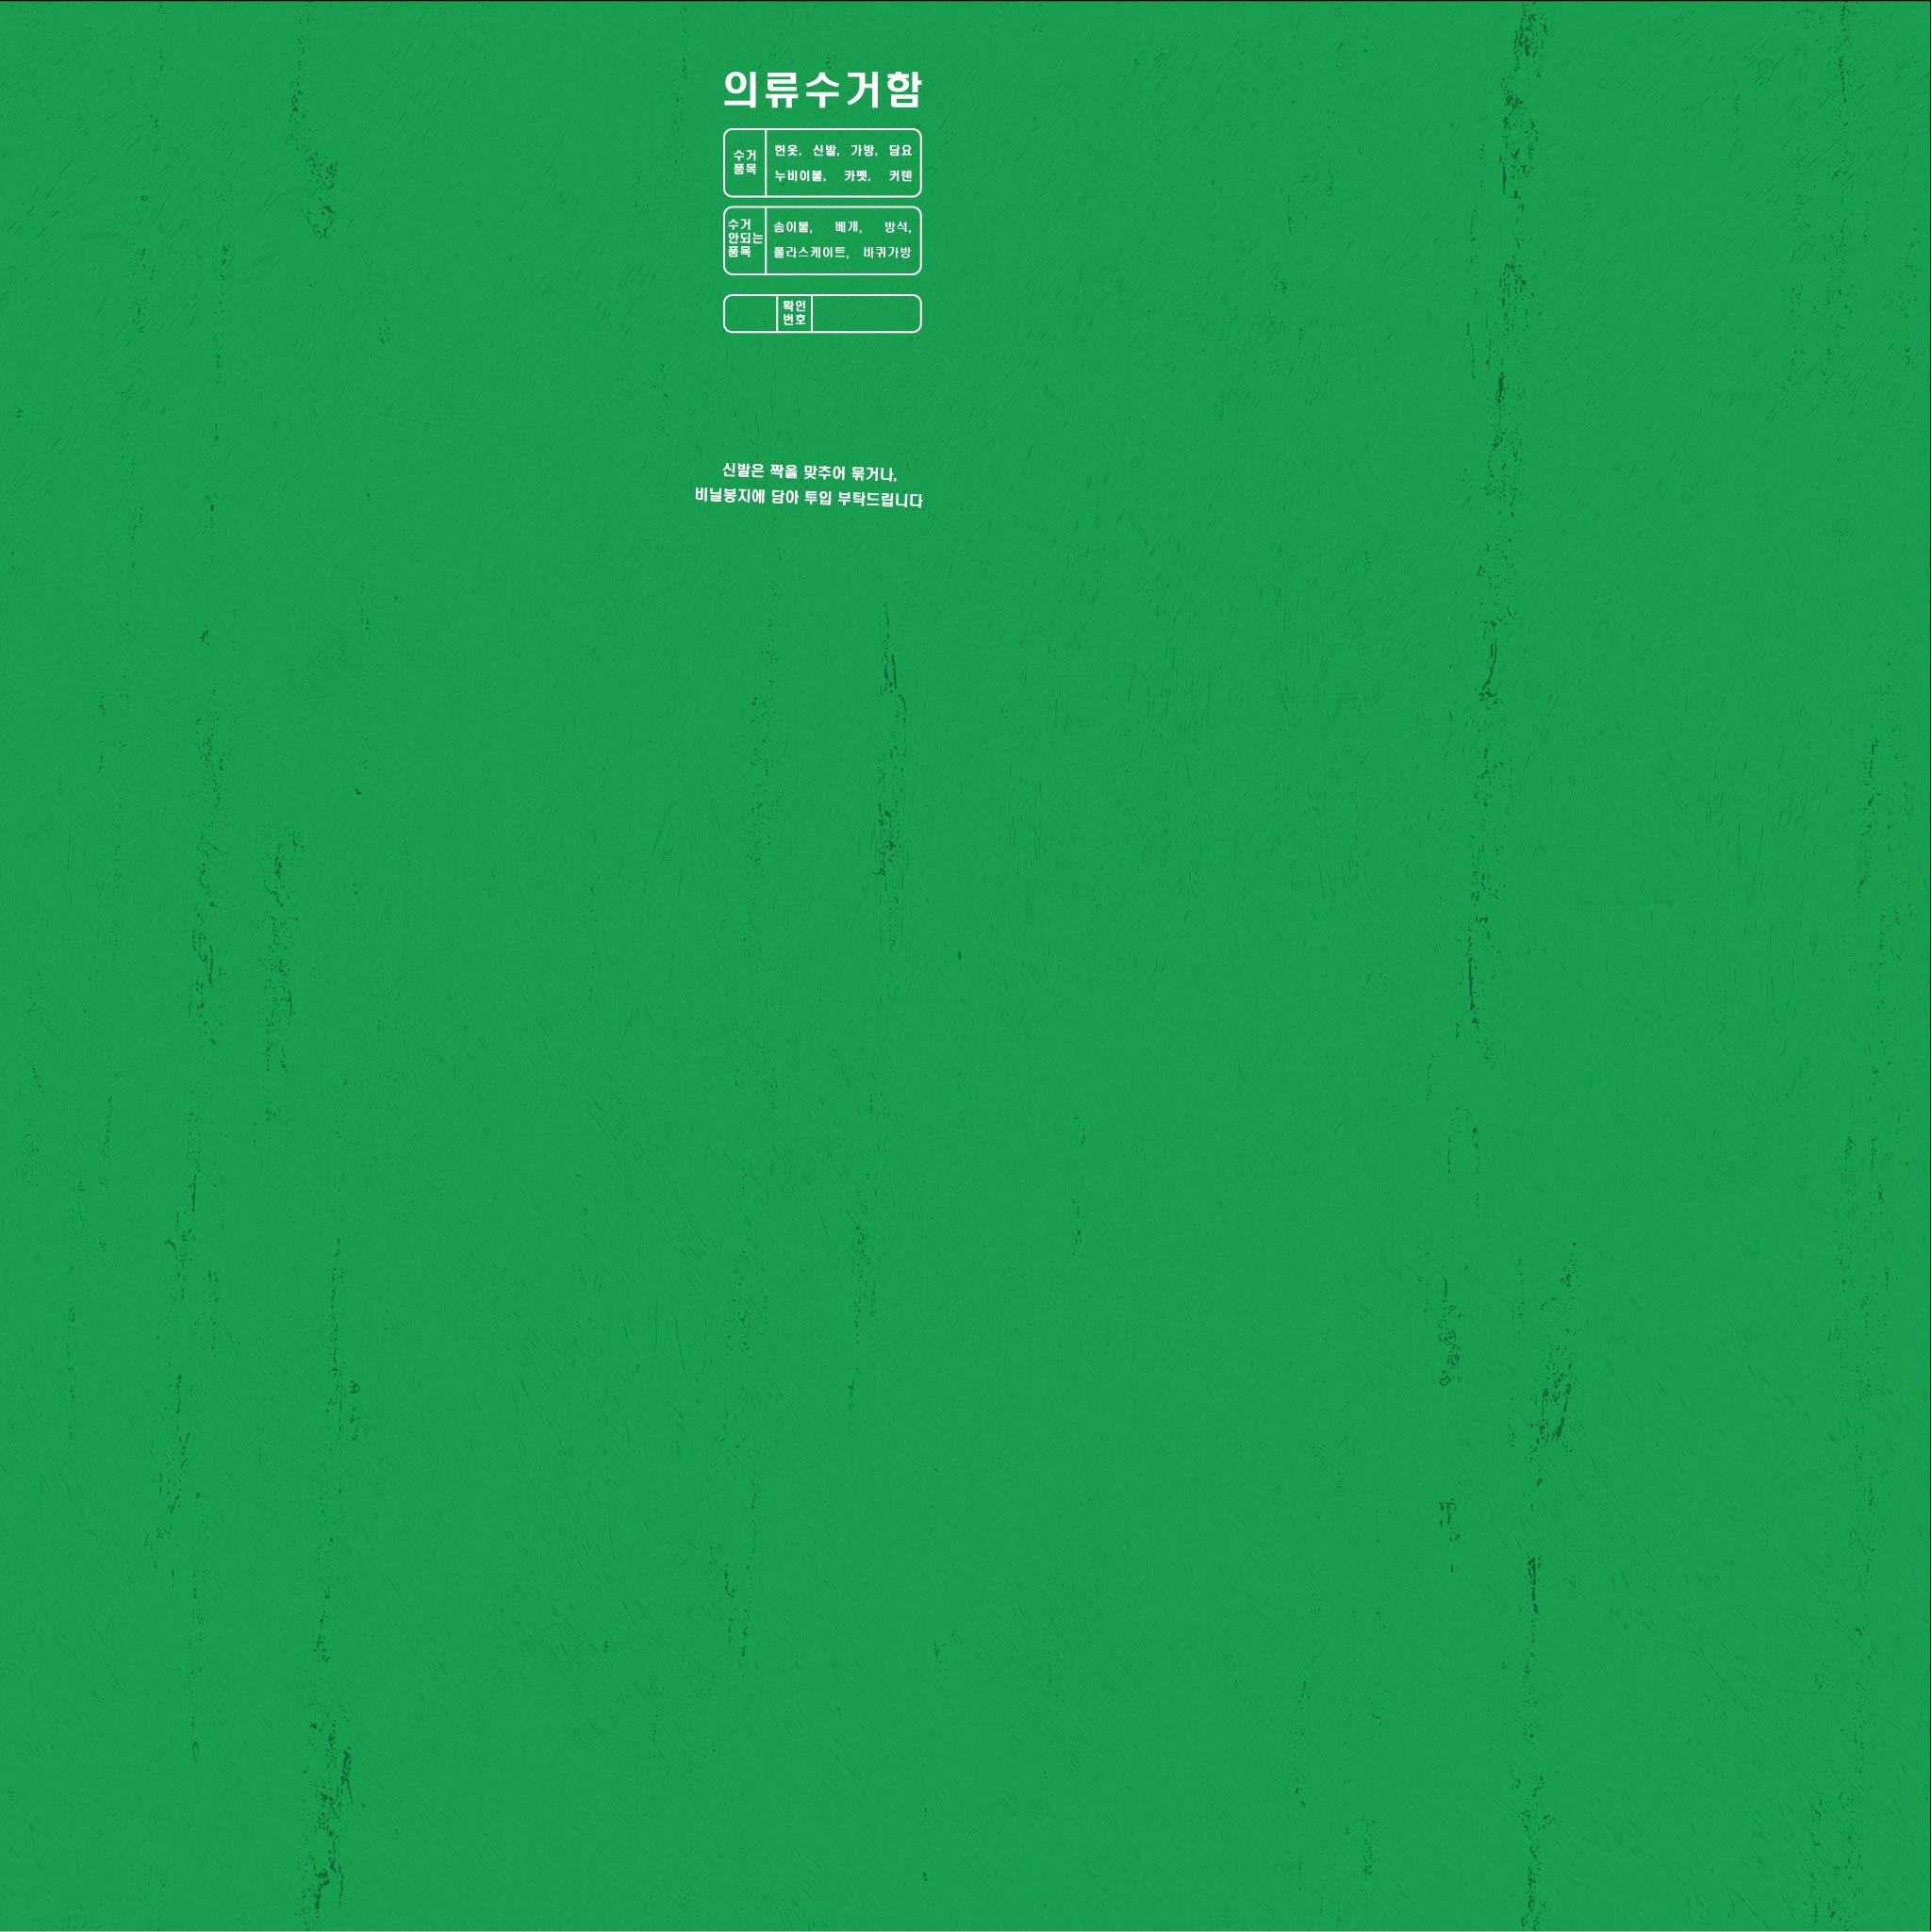 의류수거함
수거
품목
헌옷, 신발, 가방, 담요
누비이불, 카펫, 커텐
수거
안되는
품목
솜이불, 베개, 방석,
롤라스케이트, 바퀴가방
확인
번호
신발은 짝을 맞추어 묶거나,
비닐봉지에 담아 투입 부탁드립니다